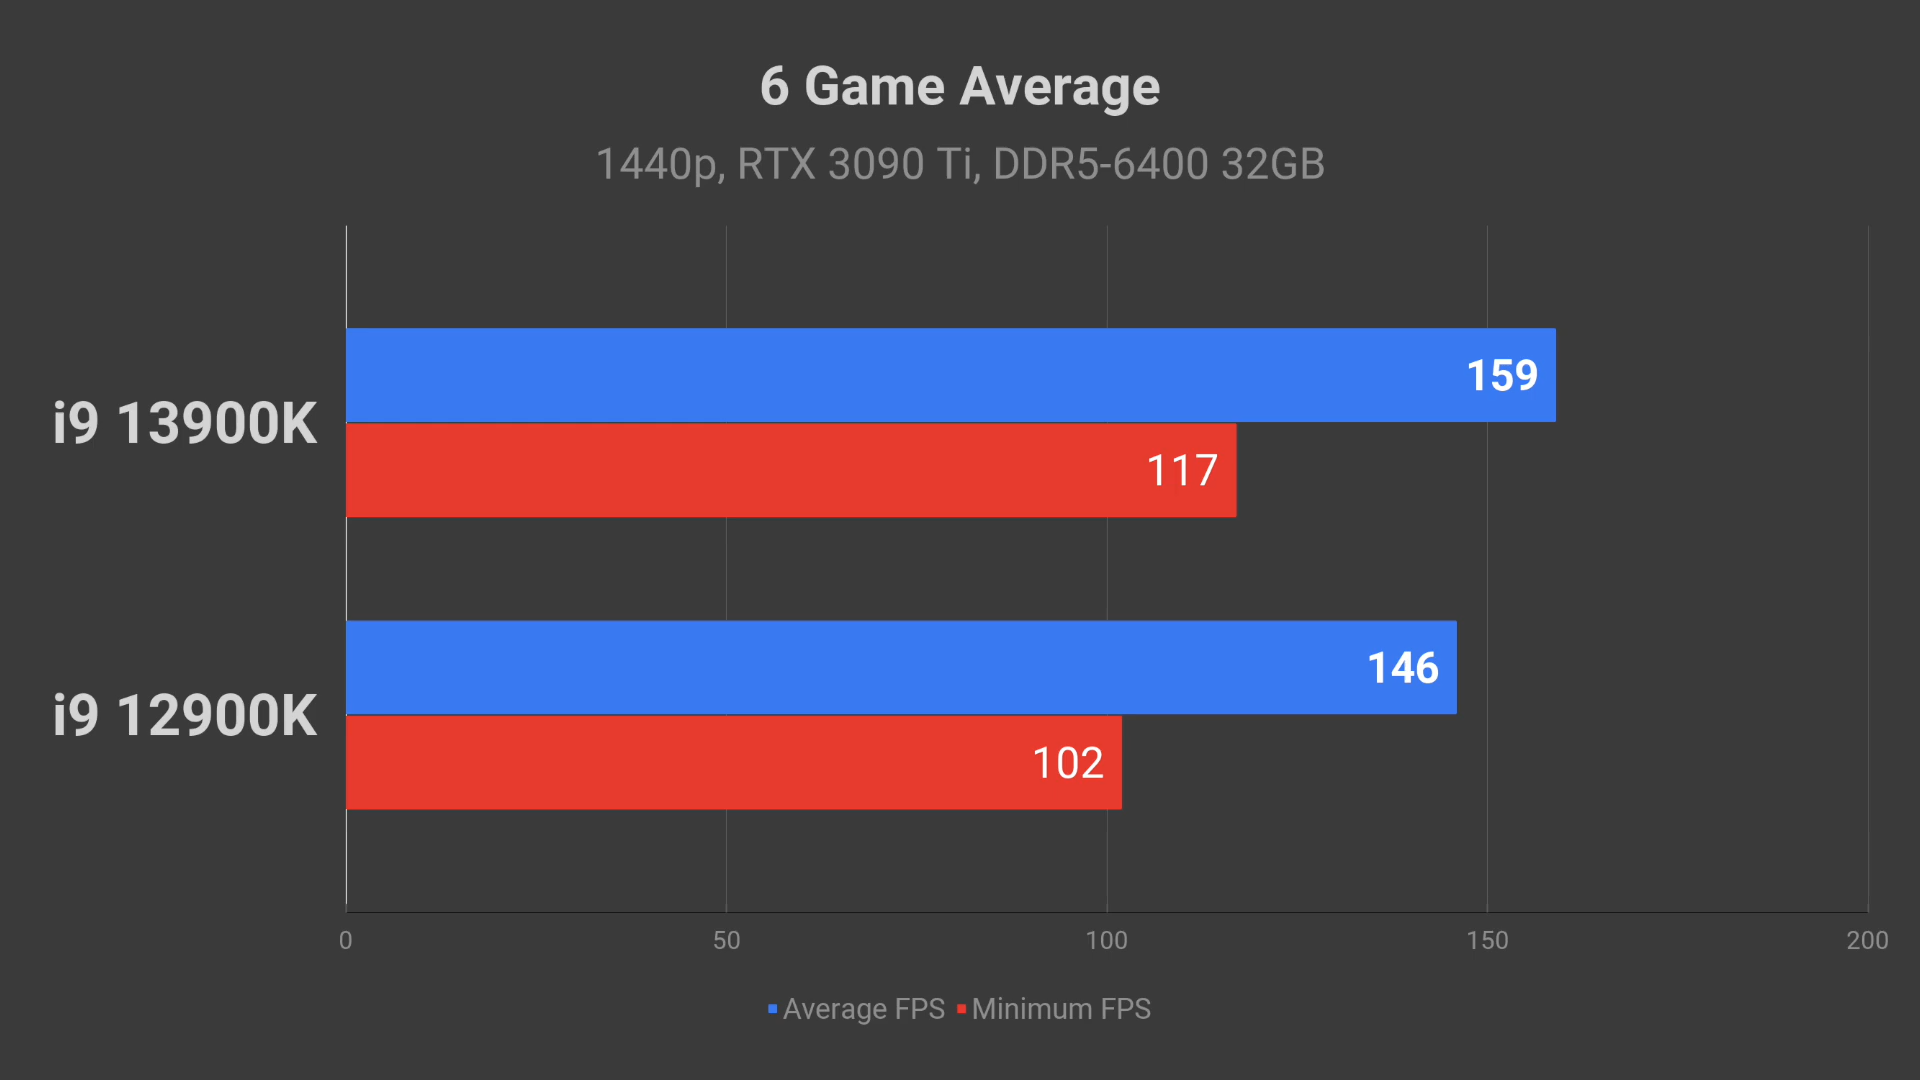 6 Game Average
1440p, RTX 3090 Ti, DDR5-6400 32GB
i9 13900K
159
117
i9 12900K
146
102
0 50 100 150 200
Average FPS Minimum FPS